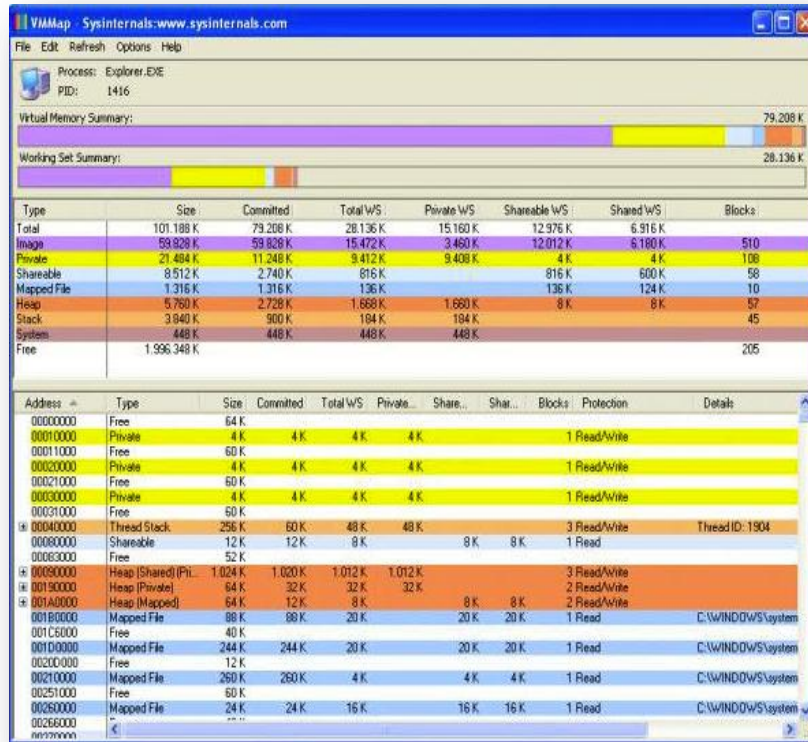 VMMap - Sysinternals:www.sysinternals.com
File Edit Refresh Options Help
Process: Explorer.EXE
PID: 1416
Virtual Memory Summary: 79.208 K
Working Set Summary: 28.136 K
Type Size Committed Total WS Private WS Shareable WS Shared WS Blocks
Total 101.188 K 79.208 K 28.136 K 15.160 K 12.976 K 6.916 K
Image 59.828 K 59.828 K 15.472 K 3.460 K 12.012 K 6.180 K 510
Private 21.484 K 11.248 K 9.412 K 9.408 K 4 K 4 K 108
Shareable 8.512 K 2.740 K 816 K 816 K 600 K 58
Mapped File 1.316 K 1.316 K 136 K 136 K 124 K 10
Heap 5.760 K 2.728 K 1.668 K 1.660 K 8 K 8 K 57
Stack 3.840 K 900 K 184 K 184 K 45
System 448 K 448 K 448 K 448 K
Free 1.996.348 K 205
Address Type Size Committed Total WS Private... Share... Shar... Blocks Protection Details
00000000 Free 64 K
00010000 Private 4 K 4 K 4 K 4 K 1 Read/Write
00011000 Free 60 K
00020000 Private 4 K 4 K 4 K 4 K 1 Read/Write
00021000 Free 60 K
00030000 Private 4 K 4 K 4 K 4 K 1 Read/Write
00031000 Free 60 K
00040000 Thread Stack 256 K 60 K 48 K 48 K 3 Read/Write Thread ID: 1904
00080000 Shareable 12 K 12 K 8 K 8 K 8 K 1 Read
00083000 Free 52 K
00090000 Heap (Shared) (Pri... 1.024 K 1.020 K 1.012 K 1.012 K 3 Read/Write
00190000 Heap (Private) 64 K 32 K 32 K 32 K 2 Read/Write
001A0000 Heap (Mapped) 64 K 12 K 8 K 8 K 8 K 2 Read/Write
001B0000 Mapped File 88 K 88 K 20 K 20 K 20 K 1 Read C:\WINDOWS\system
001C6000 Free 40 K
001D0000 Mapped File 244 K 244 K 20 K 20 K 20 K 1 Read C:\WINDOWS\system
0020D000 Free 12 K
00210000 Mapped File 260 K 260 K 4 K 4 K 4 K 1 Read C:\WINDOWS\system
00251000 Free 60 K
00260000 Mapped File 24 K 24 K 16 K 16 K 16 K 1 Read C:\WINDOWS\system
00266000